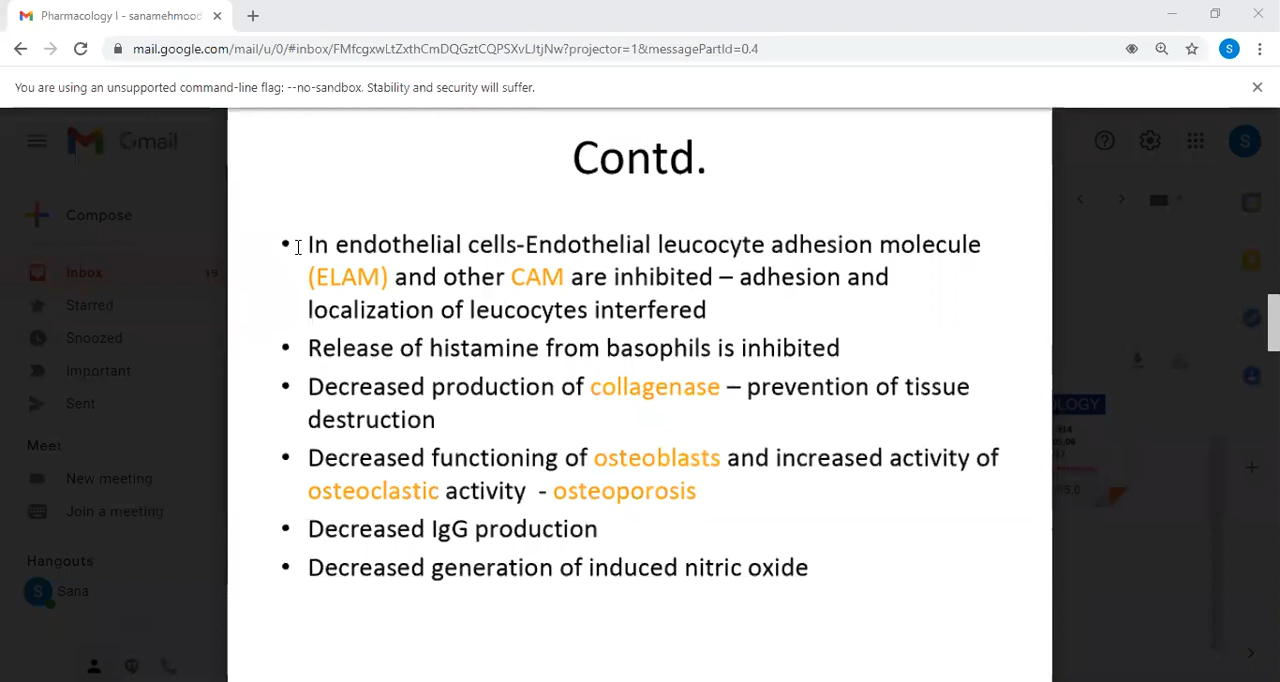 Pharmacology I - sanamehmood
mail.google.com/mail/u/0/#inbox/FMfcgxwLtZxthCmDQGztCQPSXvLJtjNw?projector=1&messagePartId=0.4
S
You are using an unsupported command-line flag: --no-sandbox. Stability and security will suffer.
Gmail
S
Compose
Inbox
19
Starred
Snoozed
Important
Sent
Meet
New meeting
Join a meeting
Hangouts
S
Sana
Contd.
• In endothelial cells-Endothelial leucocyte adhesion molecule
(ELAM) and other CAM are inhibited – adhesion and
localization of leucocytes interfered
• Release of histamine from basophils is inhibited
• Decreased production of collagenase – prevention of tissue
destruction
• Decreased functioning of osteoblasts and increased activity of
osteoclastic activity - osteoporosis
• Decreased IgG production
• Decreased generation of induced nitric oxide
OLOGY